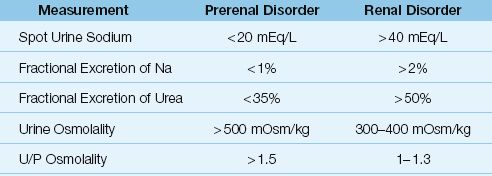 Measurement Prerenal Disorder Renal Disorder
Spot Urine Sodium <20 mEq/L >40 mEq/L
Fractional Excretion of Na <1% >2%
Fractional Excretion of Urea <35% >50%
Urine Osmolality >500 mOsm/kg 300–400 mOsm/kg
U/P Osmolality >1.5 1–1.3